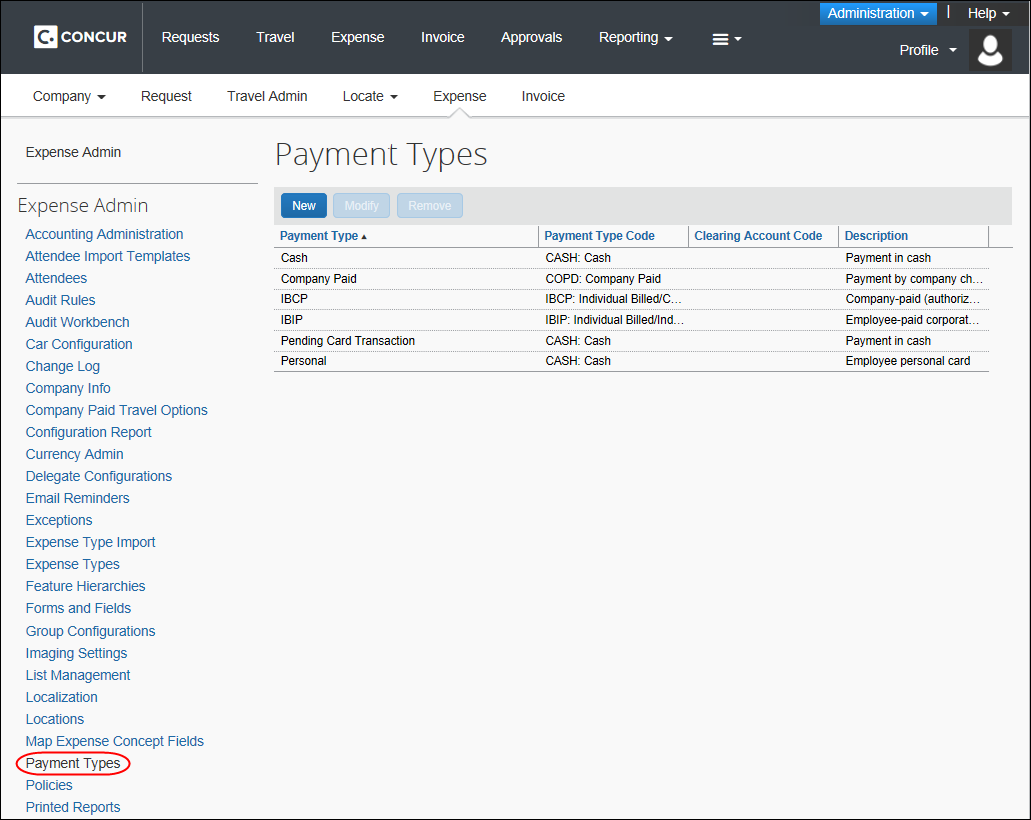 Administration | Help
C. CONCUR Requests Travel Expense Invoice Approvals Reporting
Profile
Company Request Travel Admin Locate Expense Invoice
Expense Admin
Expense Admin
Accounting Administration
Attendee Import Templates
Attendees
Audit Rules
Audit Workbench
Car Configuration
Change Log
Company Info
Company Paid Travel Options
Configuration Report
Currency Admin
Delegate Configurations
Email Reminders
Exceptions
Expense Type Import
Expense Types
Feature Hierarchies
Forms and Fields
Group Configurations
Imaging Settings
List Management
Localization
Locations
Map Expense Concept Fields
Payment Types
Policies
Printed Reports
Payment Types
New Modify Remove
Payment Type Payment Type Code Clearing Account Code Description
Cash CASH: Cash Payment in cash
Company Paid COPD: Company Paid Payment by company ch...
IBCP IBCP: Individual Billed/C... Company-paid (authoriz...
IBIP IBIP: Individual Billed/Ind... Employee-paid corporat...
Pending Card Transaction CASH: Cash Payment in cash
Personal CASH: Cash Employee personal card